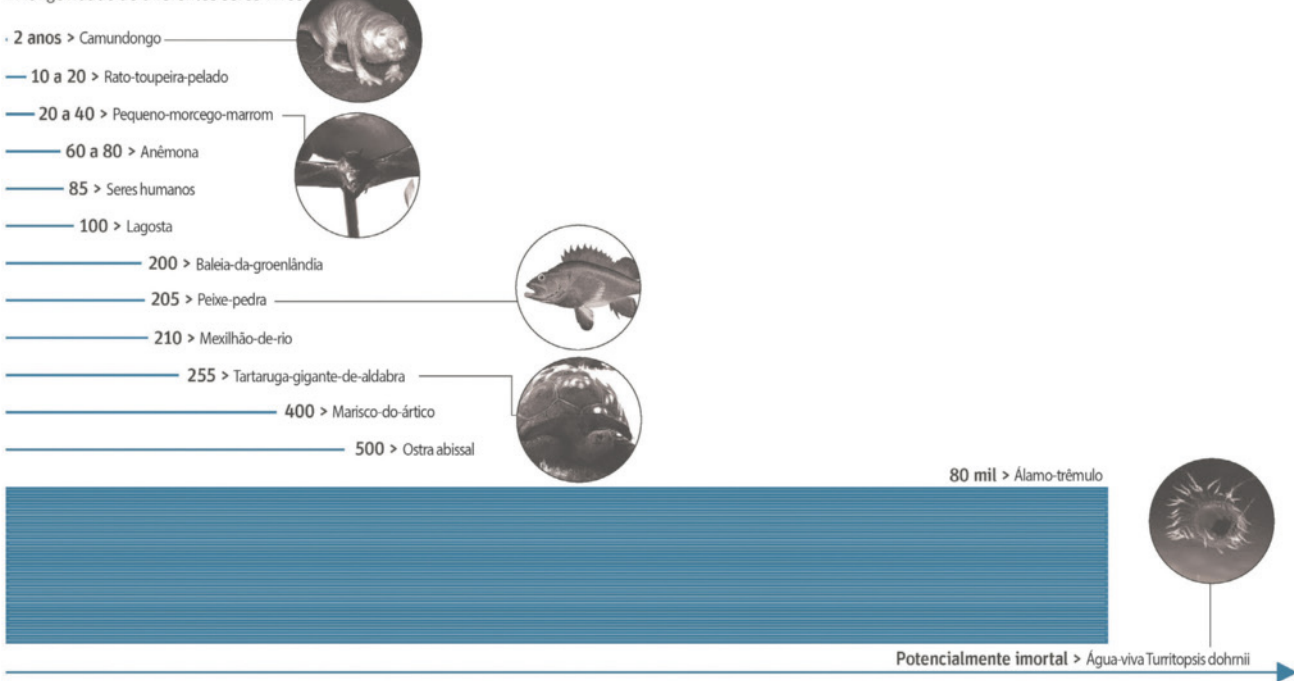 2 anos > Camundongo
10 a 20 > Rato-toupeira-pelado
20 a 40 > Pequeno-morcego-marrom
60 a 80 > Anêmona
85 > Seres humanos
100 > Lagosta
200 > Baleia-da-groenlândia
205 > Peixe-pedra
210 > Mexilhão-de-rio
255 > Tartaruga-gigante-de-aldabra
400 > Marisco-do-ártico
500 > Ostra abissal
80 mil > Álamo-trêmulo
Potencialmente imortal > Água-viva Turritopsis dohrnii